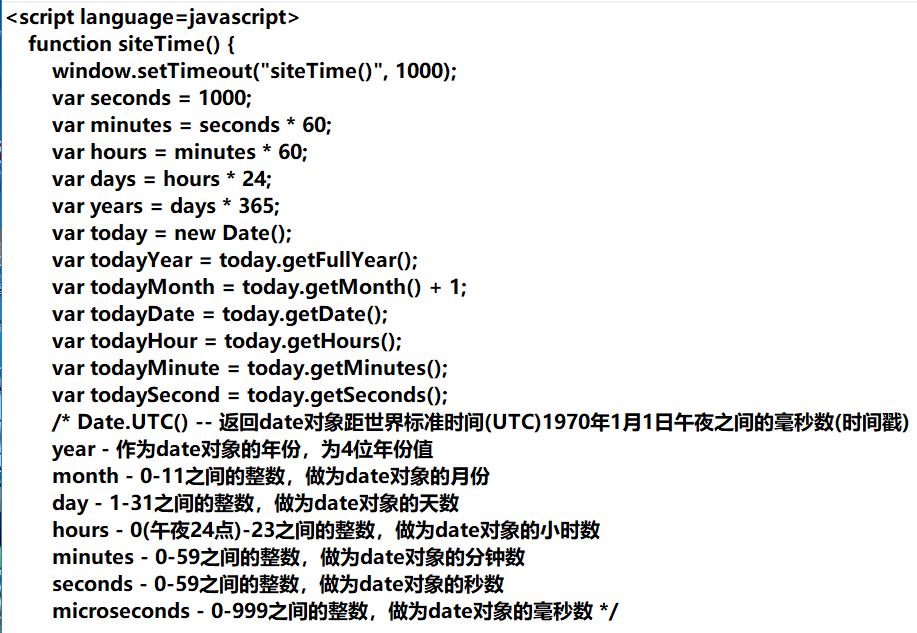 <script language=javascript>
function siteTime() {
window.setTimeout("siteTime()", 1000);
var seconds = 1000;
var minutes = seconds * 60;
var hours = minutes * 60;
var days = hours * 24;
var years = days * 365;
var today = new Date();
var todayYear = today.getFullYear();
var todayMonth = today.getMonth() + 1;
var todayDate = today.getDate();
var todayHour = today.getHours();
var todayMinute = today.getMinutes();
var todaySecond = today.getSeconds();
/* Date.UTC() -- 返回date对象距世界标准时间(UTC)1970年1月1日午夜之间的毫秒数(时间戳)
year - 作为date对象的年份，为4位年份值
month - 0-11之间的整数，做为date对象的月份
day - 1-31之间的整数，做为date对象的天数
hours - 0(午夜24点)-23之间的整数，做为date对象的小时数
minutes - 0-59之间的整数，做为date对象的分钟数
seconds - 0-59之间的整数，做为date对象的秒数
microseconds - 0-999之间的整数，做为date对象的毫秒数 */